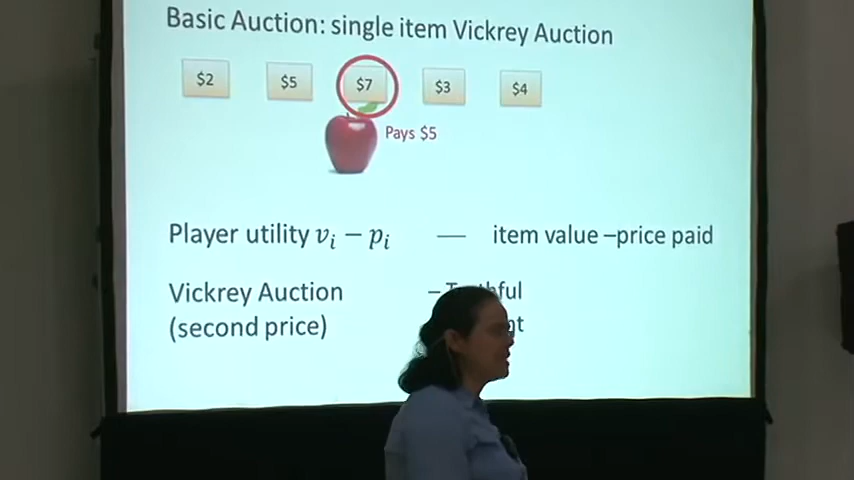 Basic Auction: single item Vickrey Auction
$2 $5 $7 $3 $4
Pays $5
Player utility 𝑣ᵢ − 𝑝ᵢ — item value –price paid
Vickrey Auction –
(second price)